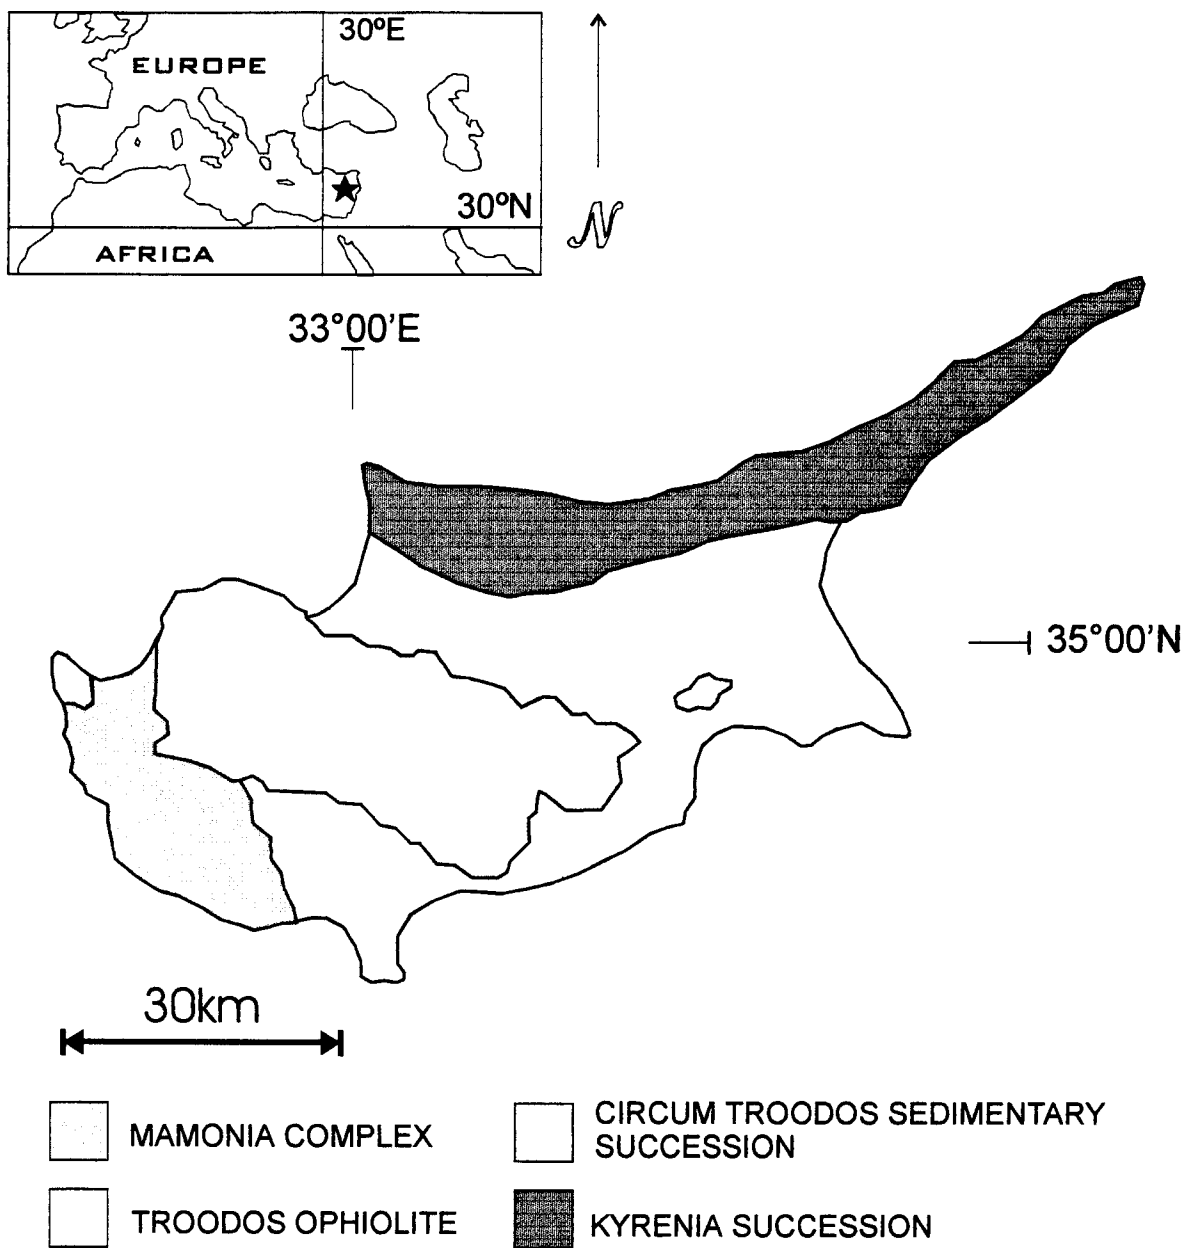 30ºE
EUROPE
30ºN
AFRICA
N
33°00'E
35°00'N
30km
MAMONIA COMPLEX
CIRCUM TROODOS SEDIMENTARY
SUCCESSION
TROODOS OPHIOLITE
KYRENIA SUCCESSION